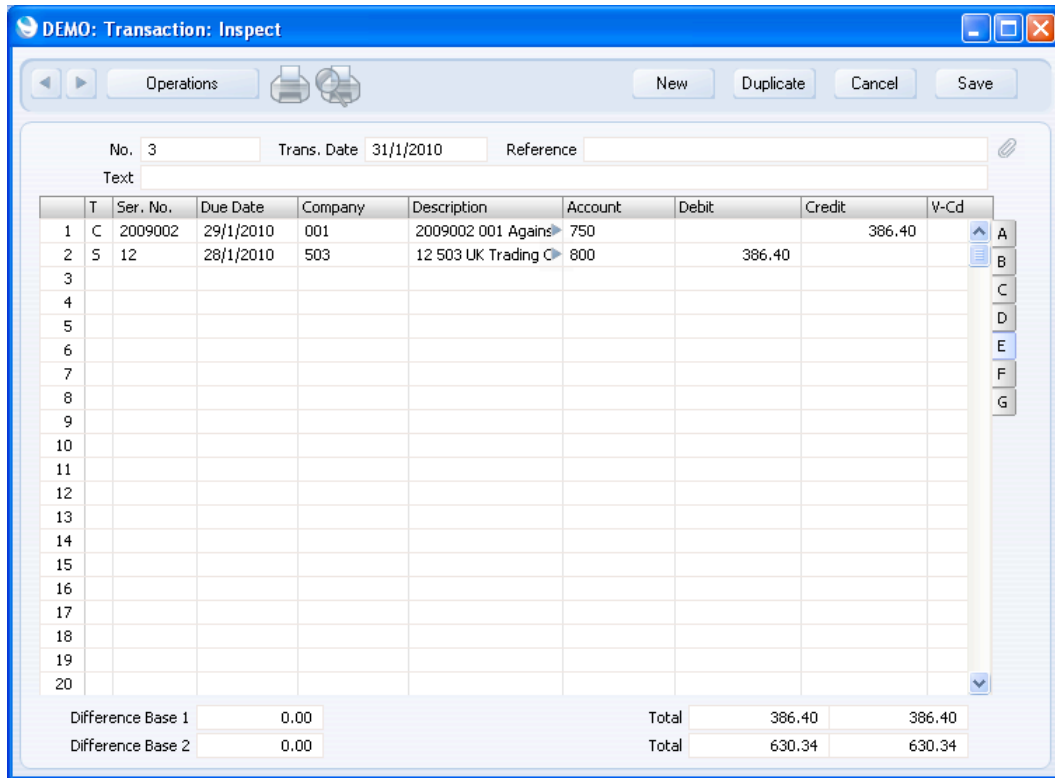 DEMO: Transaction: Inspect
Operations New Duplicate Cancel Save
No. 3 Trans. Date 31/1/2010 Reference
Text
T Ser. No. Due Date Company Description Account Debit Credit V-Cd
1 C 2009002 29/1/2010 001 2009002 001 Agains 750 386.40
A
2 S 12 28/1/2010 503 12 503 UK Trading C 800 386.40
B
3
C
4
5
D
6
E
7
F
8
G
9
10
11
12
13
14
15
16
17
18
19
20
Difference Base 1 0.00 Total 386.40 386.40
Difference Base 2 0.00 Total 630.34 630.34